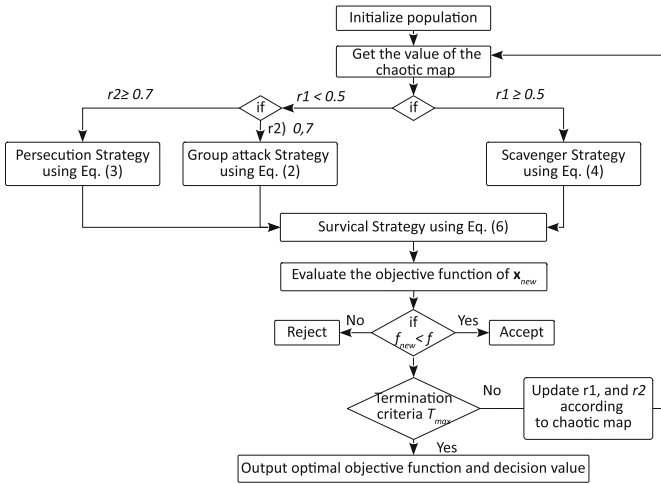 Initialize population
Get the value of the
chaotic map
r2≥ 0.7
if
r1 < 0.5
if
r1 ≥ 0.5
r2) 0,7
Persecution Strategy
using Eq. (3)
Group attack Strategy
using Eq. (2)
Scavenger Strategy
using Eq. (4)
Survical Strategy using Eq. (6)
Evaluate the objective function of x_new
No
if
f_new < f
Yes
Reject
Accept
Termination
criteria T_max
No
Update r1, and r2
according
to chaotic map
Yes
Output optimal objective function and decision value